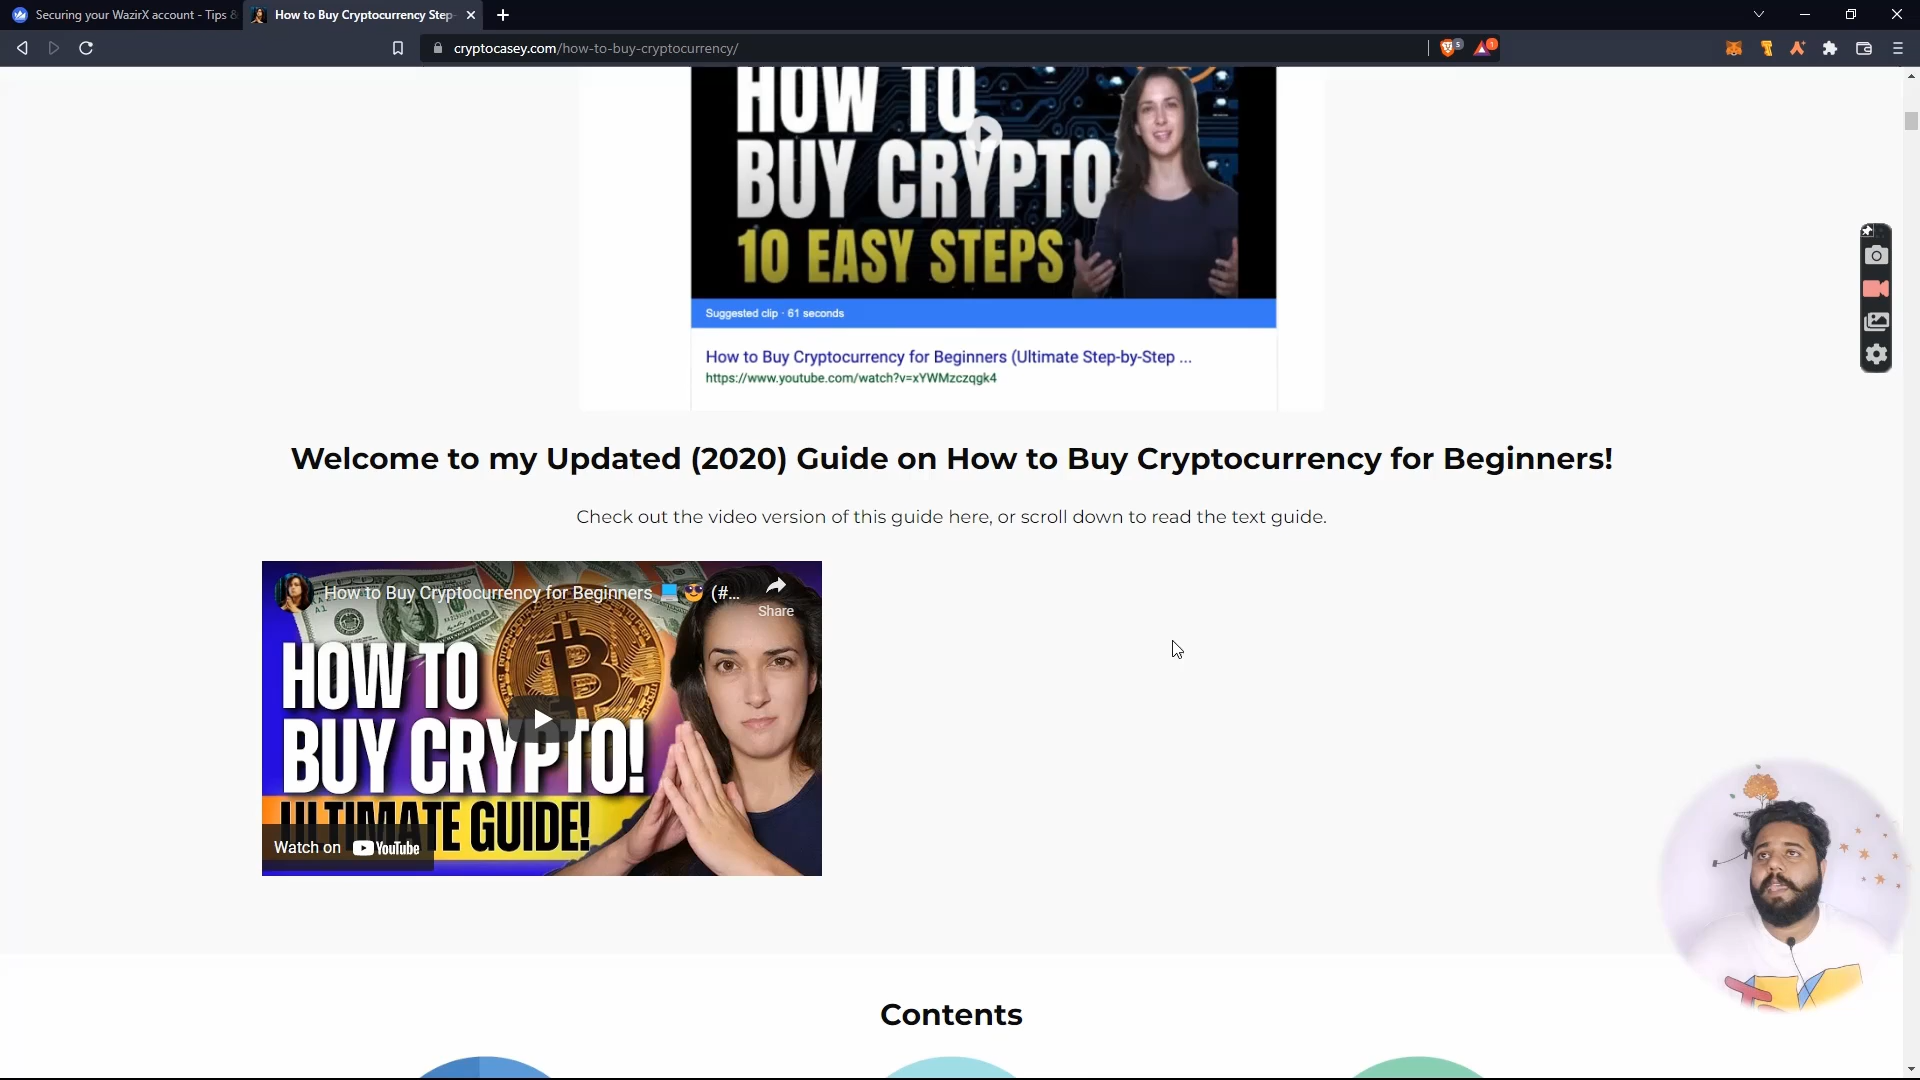 Securing your WazirX account - Tips &
How to Buy Cryptocurrency Step-
cryptocasey.com/how-to-buy-cryptocurrency/
5
1
HOW TO
BUY CRYPTO
10 EASY STEPS
Suggested clip · 61 seconds
How to Buy Cryptocurrency for Beginners (Ultimate Step-by-Step ...
https://www.youtube.com/watch?v=xYWMzczqgk4
Welcome to my Updated (2020) Guide on How to Buy Cryptocurrency for Beginners!
Check out the video version of this guide here, or scroll down to read the text guide.
How to Buy Cryptocurrency for Beginners 💻 😎 (#...
Share
HOW TO
BUY CRYPTO!
ULTIMATE GUIDE!
Watch on YouTube
Contents